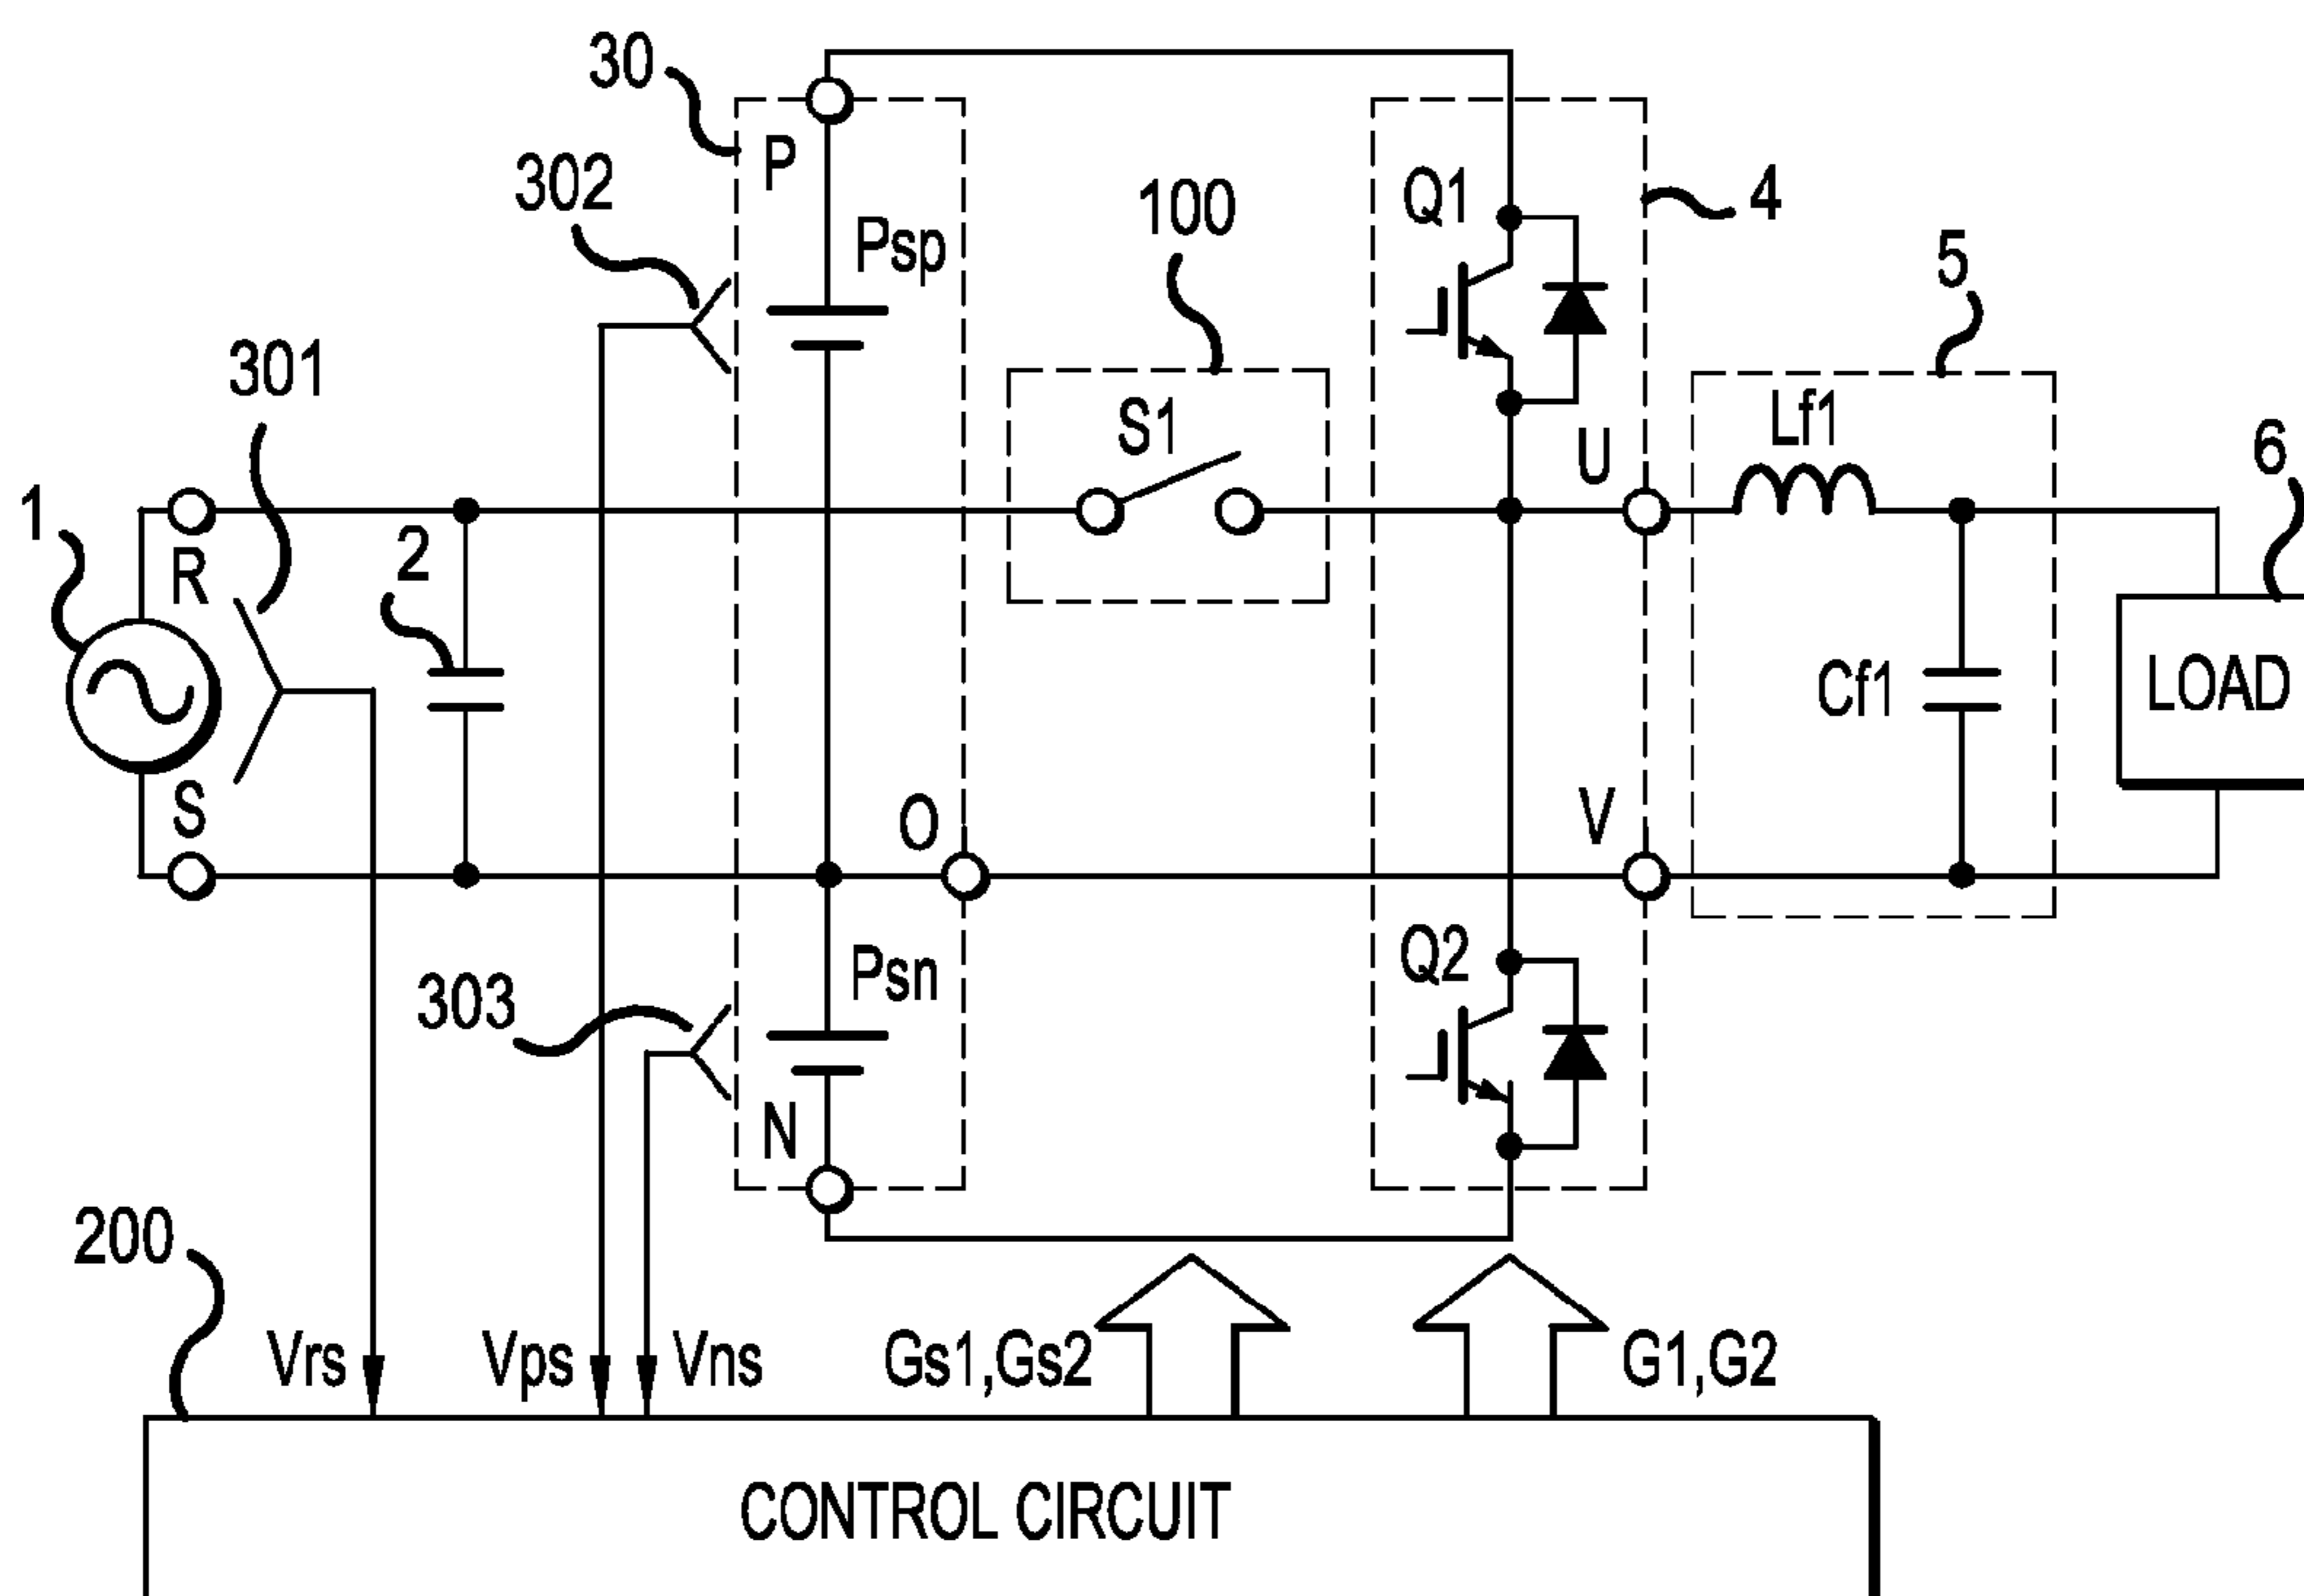 30
P
302
Psp
100
Q1
4
5
301
S1
Lf1
U
6
1
R
2
Cf1
LOAD
S
O
V
Q2
Psn
303
N
200
Vrs
Vps
Vns
Gs1,Gs2
G1,G2
CONTROL CIRCUIT